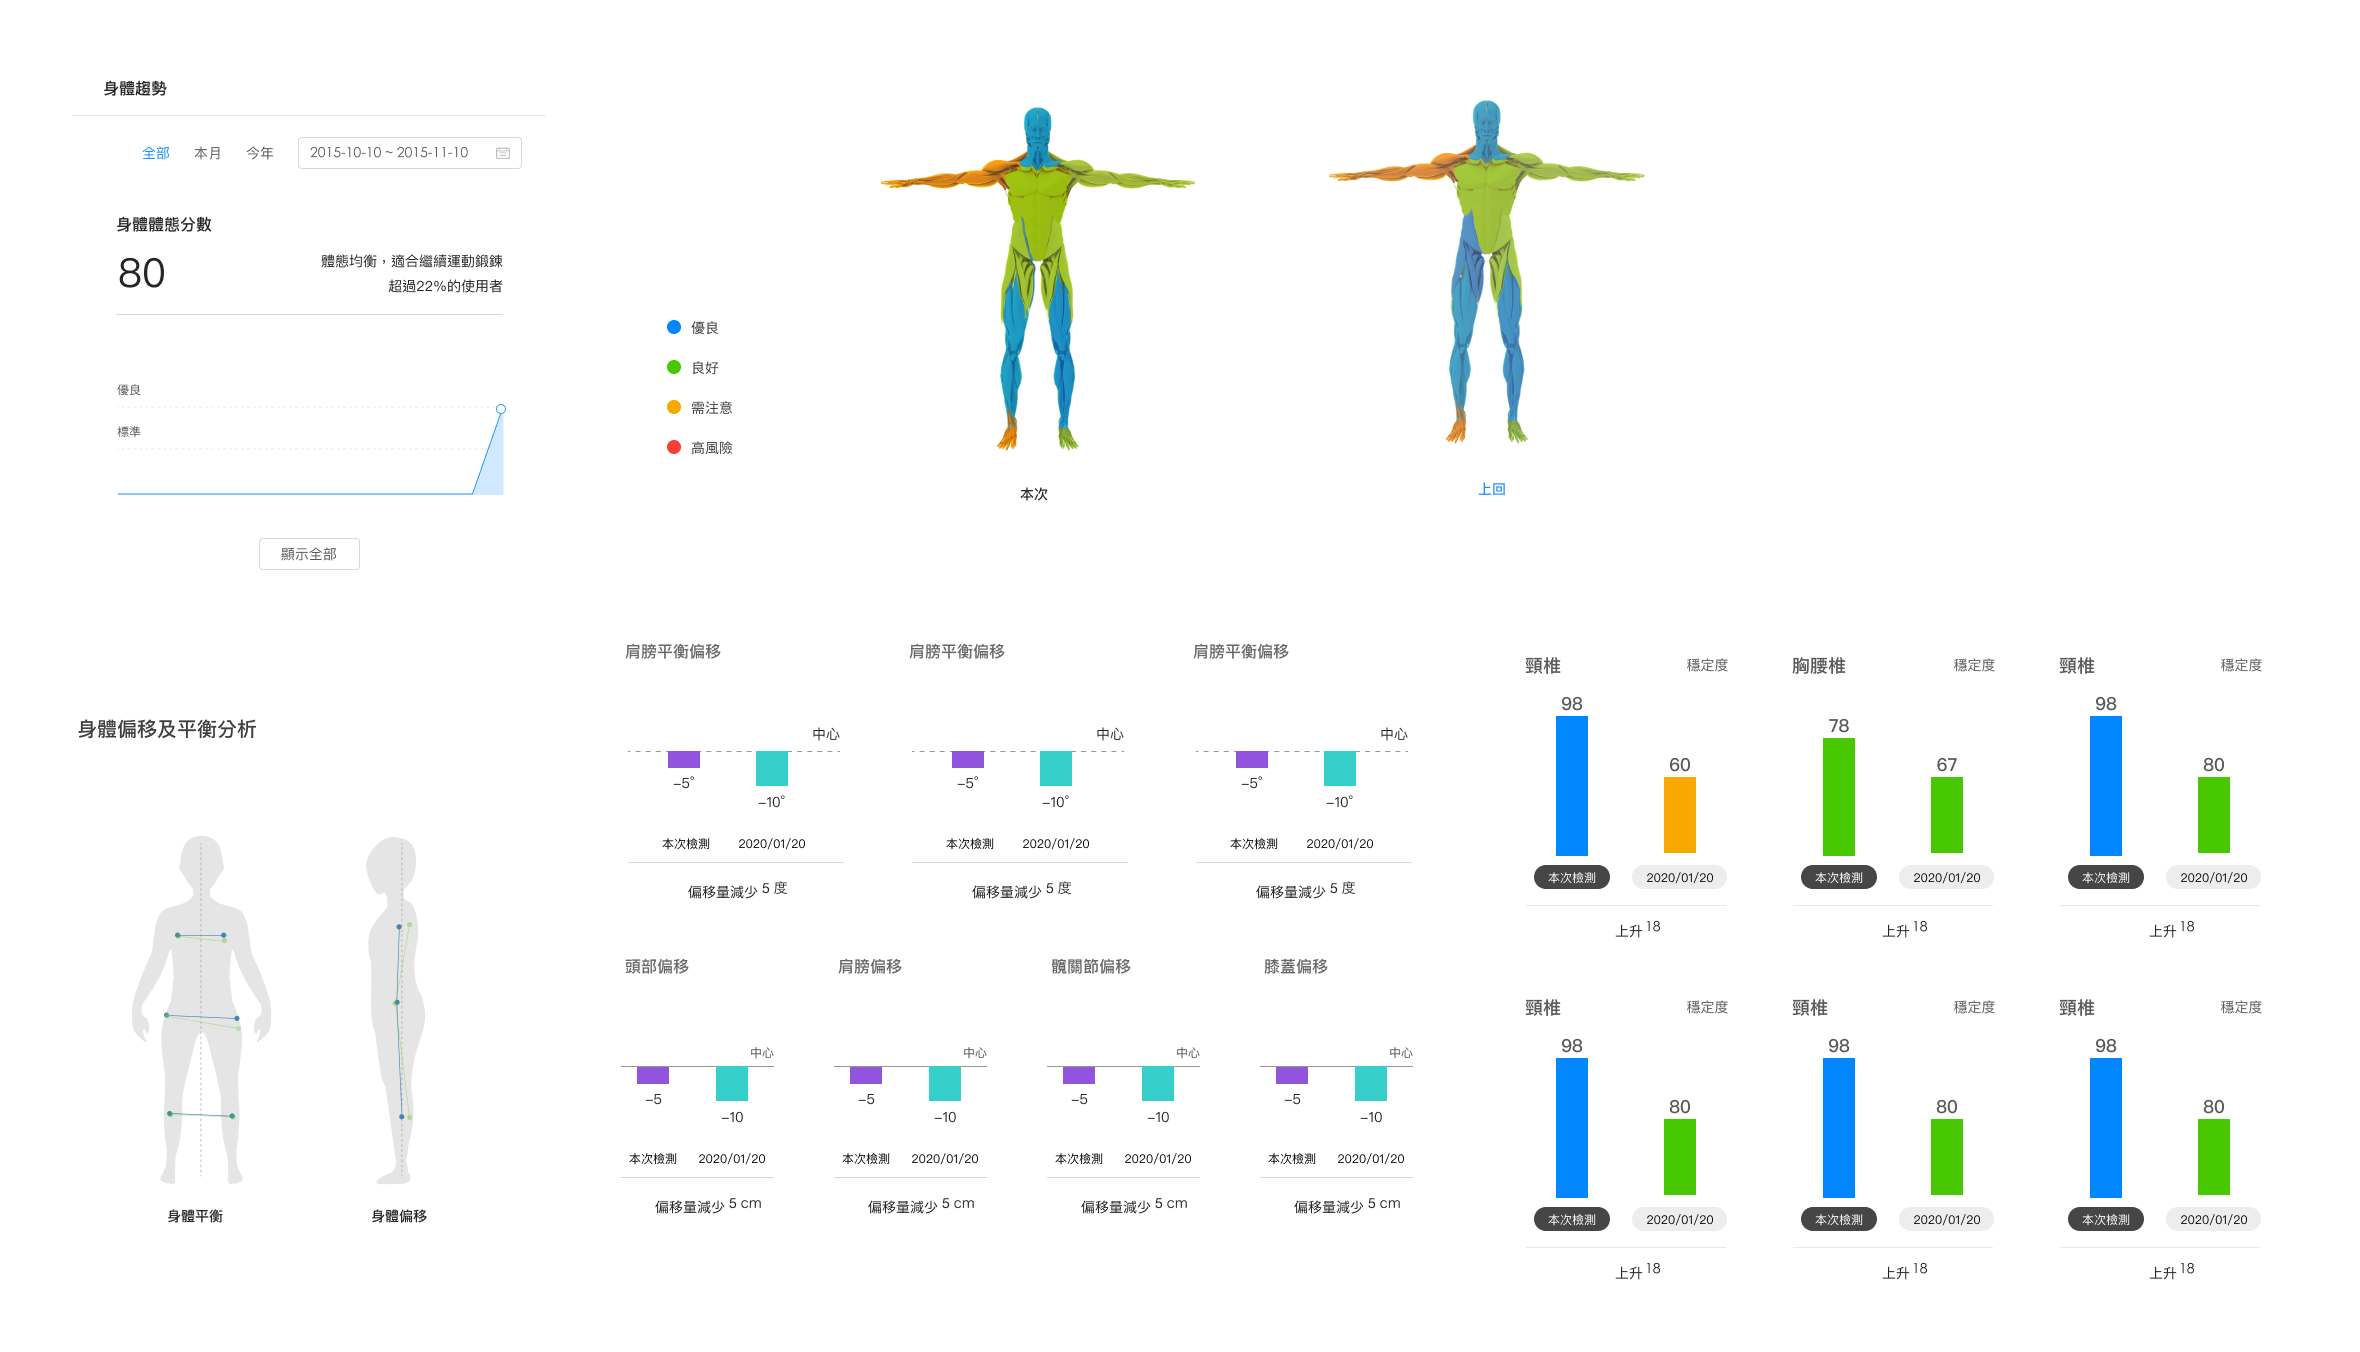 身體趨勢
全部 本月 今年 2015-10-10 ~ 2015-11-10
身體體態分數
80
體態均衡，適合繼續運動鍛鍊
超過22%的使用者
優良
標準
顯示全部
優良
良好
需注意
高風險
本次
上回
身體偏移及平衡分析
身體平衡
身體偏移
肩膀平衡偏移
中心
-5°
-10°
本次檢測 2020/01/20
偏移量減少 5 度
肩膀平衡偏移
中心
-5°
-10°
本次檢測 2020/01/20
偏移量減少 5 度
肩膀平衡偏移
中心
-5°
-10°
本次檢測 2020/01/20
偏移量減少 5 度
頭部偏移
中心
-5
-10
本次檢測 2020/01/20
偏移量減少 5 cm
肩膀偏移
中心
-5
-10
本次檢測 2020/01/20
偏移量減少 5 cm
髖關節偏移
中心
-5
-10
本次檢測 2020/01/20
偏移量減少 5 cm
膝蓋偏移
中心
-5
-10
本次檢測 2020/01/20
偏移量減少 5 cm
頸椎 穩定度
98
60
本次檢測 2020/01/20
上升 18
胸腰椎 穩定度
78
67
本次檢測 2020/01/20
上升 18
頸椎 穩定度
98
80
本次檢測 2020/01/20
上升 18
頸椎 穩定度
98
80
本次檢測 2020/01/20
上升 18
頸椎 穩定度
98
80
本次檢測 2020/01/20
上升 18
頸椎 穩定度
98
80
本次檢測 2020/01/20
上升 18